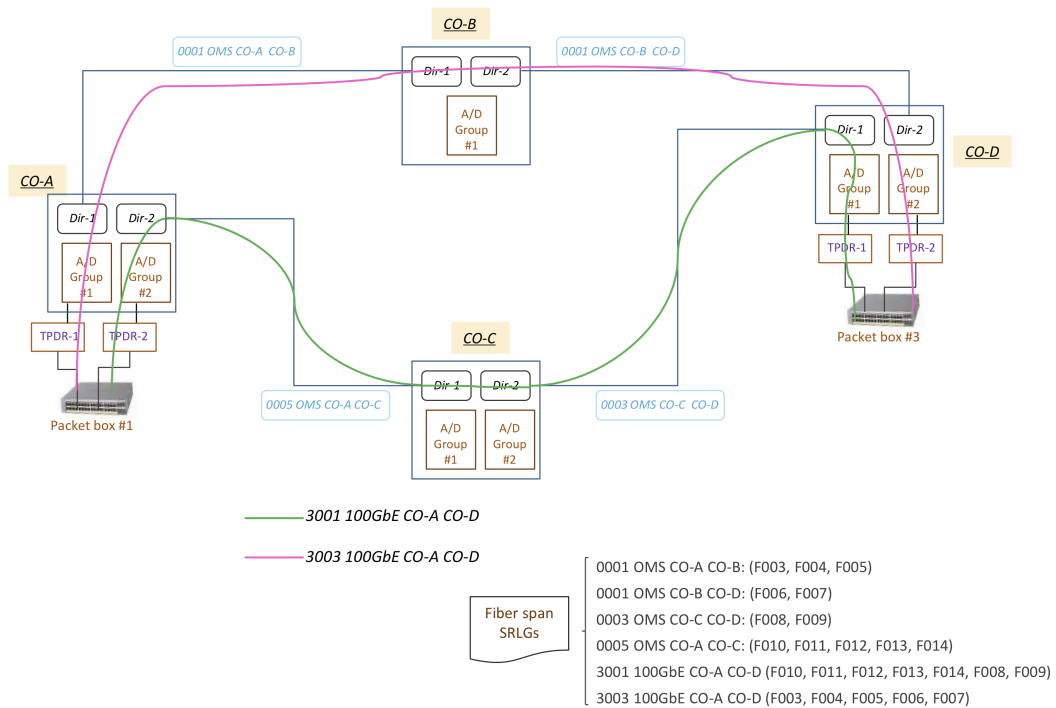 CO-B
0001 OMS CO-A CO-B
0001 OMS CO-B CO-D
Dir-1
Dir-2
A/D
Group
#1
CO-D
Dir-1
Dir-2
A/D
Group
#1
A/D
Group
#2
TPDR-1
TPDR-2
Packet box #3
CO-A
Dir-1
Dir-2
A/D
Group
#1
A/D
Group
#2
TPDR-1
TPDR-2
Packet box #1
CO-C
Dir-1
Dir-2
0005 OMS CO-A CO-C
0003 OMS CO-C CO-D
A/D
Group
#1
A/D
Group
#2
3001 100GbE CO-A CO-D
3003 100GbE CO-A CO-D
Fiber span
SRLGs
0001 OMS CO-A CO-B: (F003, F004, F005)
0001 OMS CO-B CO-D: (F006, F007)
0003 OMS CO-C CO-D: (F008, F009)
0005 OMS CO-A CO-C: (F010, F011, F012, F013, F014)
3001 100GbE CO-A CO-D (F010, F011, F012, F013, F014, F008, F009)
3003 100GbE CO-A CO-D (F003, F004, F005, F006, F007)